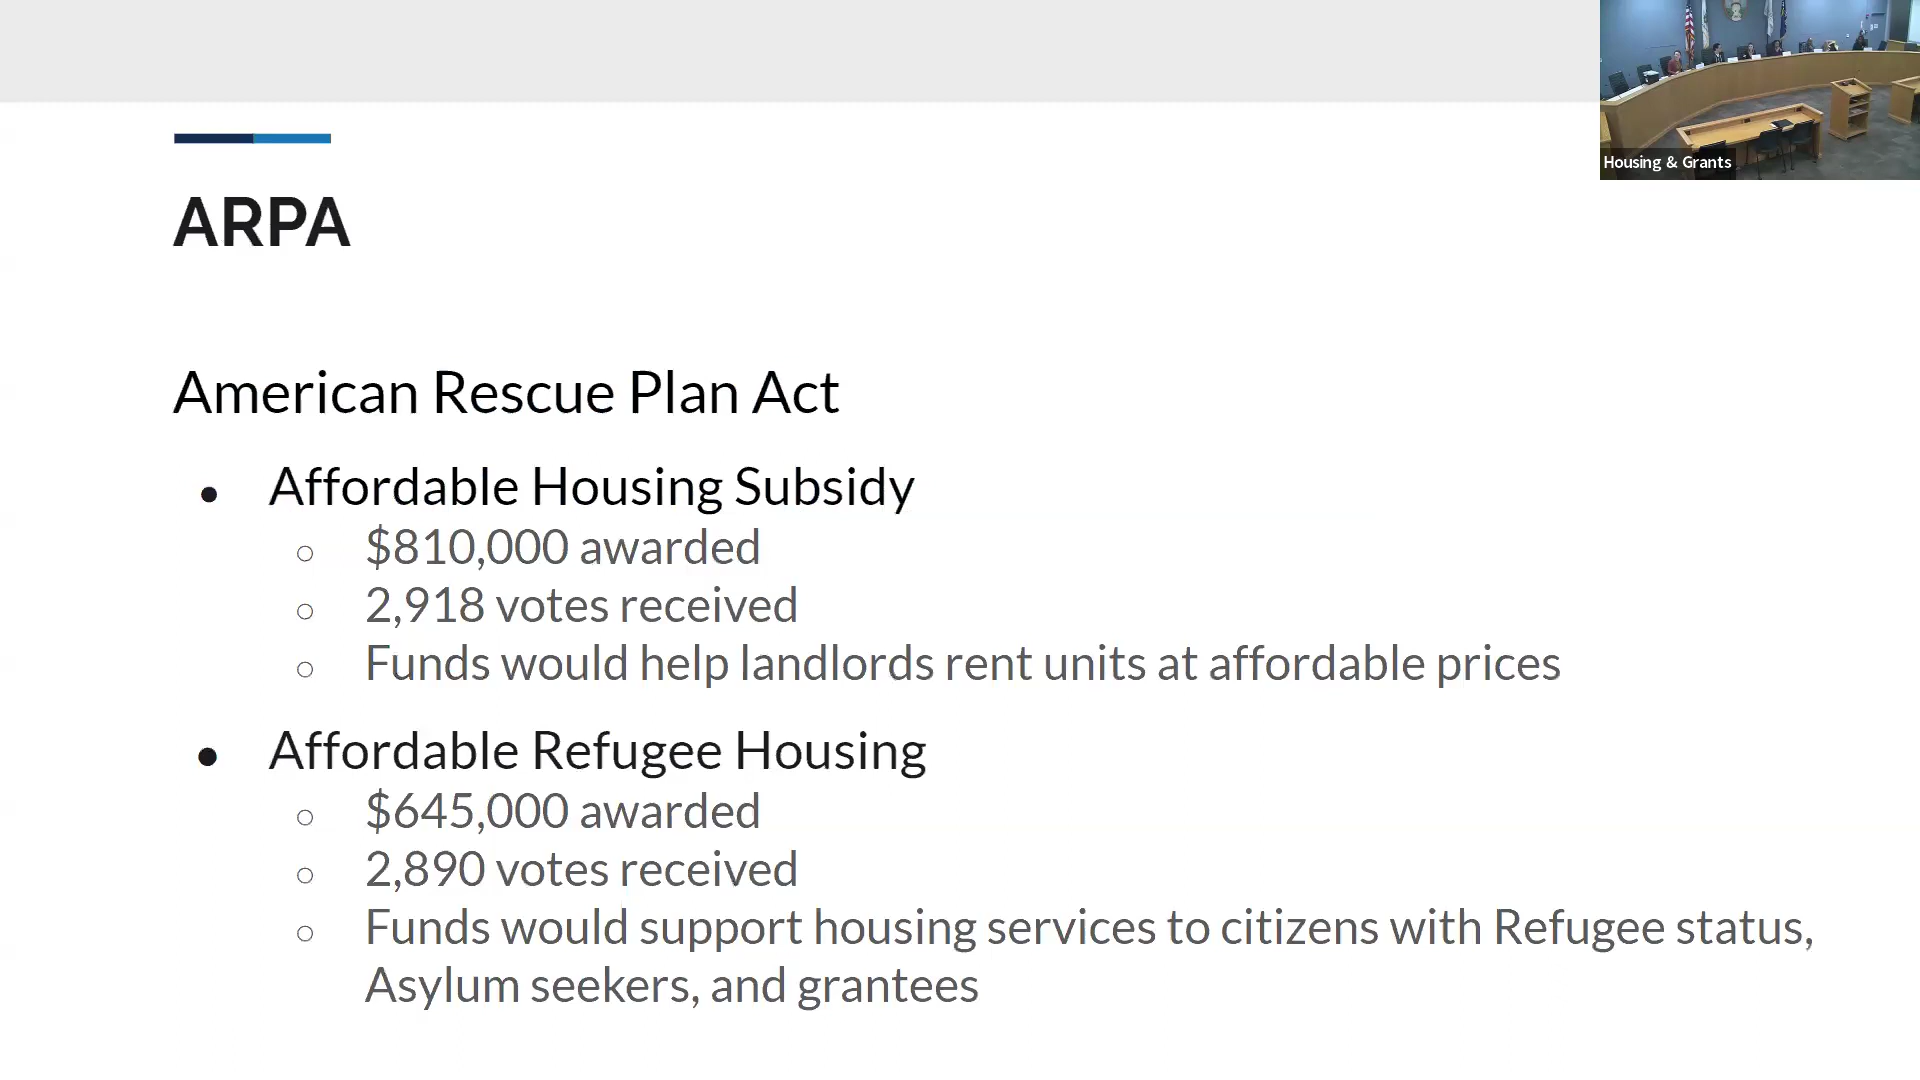 Housing & Grants
ARPA
American Rescue Plan Act
● Affordable Housing Subsidy
○ $810,000 awarded
○ 2,918 votes received
○ Funds would help landlords rent units at affordable prices
● Affordable Refugee Housing
○ $645,000 awarded
○ 2,890 votes received
○ Funds would support housing services to citizens with Refugee status,
Asylum seekers, and grantees